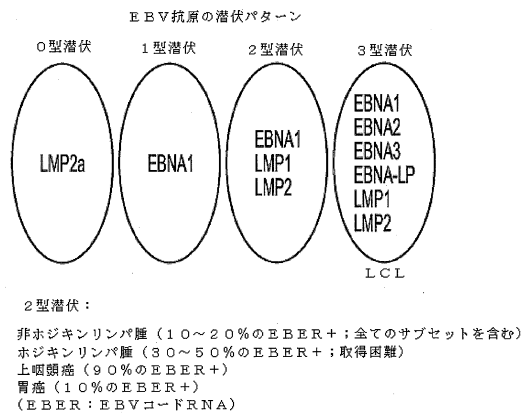 ＥＢＶ抗原の潜伏パターン
０型潜伏 １型潜伏 ２型潜伏 ３型潜伏
LMP2a
EBNA1
EBNA1
LMP1
LMP2
EBNA1
EBNA2
EBNA3
EBNA-LP
LMP1
LMP2
ＬＣＬ
２型潜伏：
非ホジキンリンパ腫（１０～２０％のＥＢＥＲ＋；全てのサブセットを含む）
ホジキンリンパ腫（３０～５０％のＥＢＥＲ＋；取得困難）
上咽頭癌（９０％のＥＢＥＲ＋）
胃癌（１０％のＥＢＥＲ＋）
（ＥＢＥＲ：ＥＢＶコードＲＮＡ）